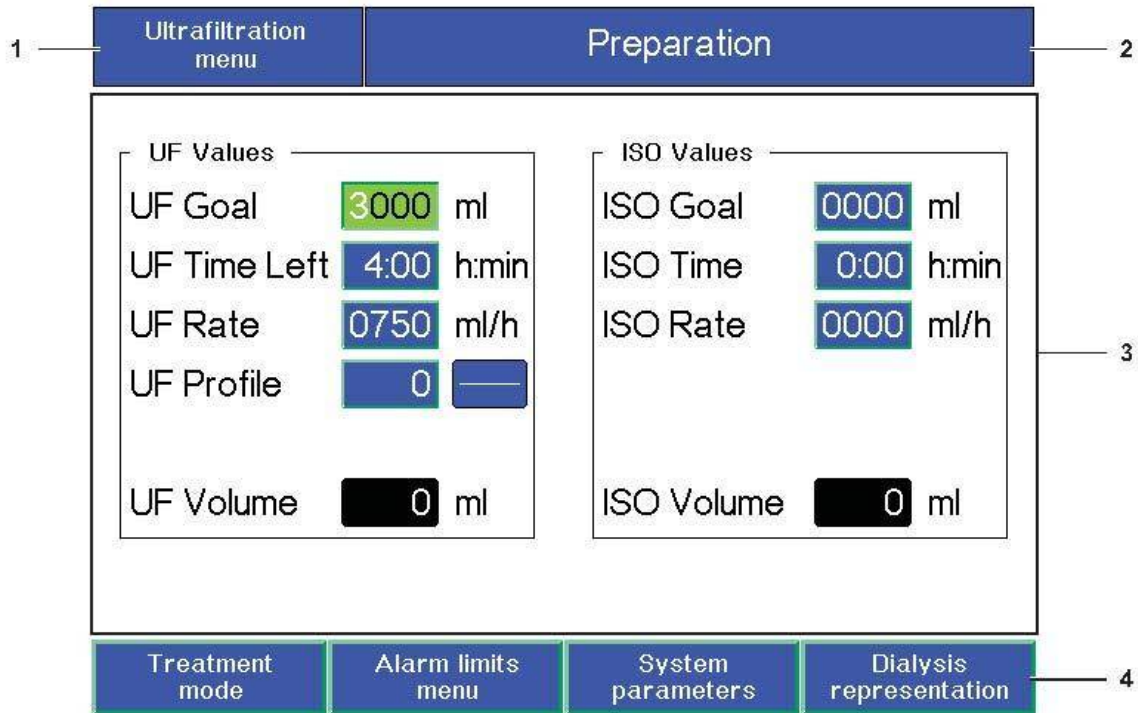 1
Ultrafiltration
menu
Preparation
2
UF Values
UF Goal 3000 ml
UF Time Left 4:00 h:min
UF Rate 0750 ml/h
UF Profile 0
UF Volume 0 ml
ISO Values
ISO Goal 0000 ml
ISO Time 0:00 h:min
ISO Rate 0000 ml/h
ISO Volume 0 ml
3
Treatment
mode
Alarm limits
menu
System
parameters
Dialysis
representation
4